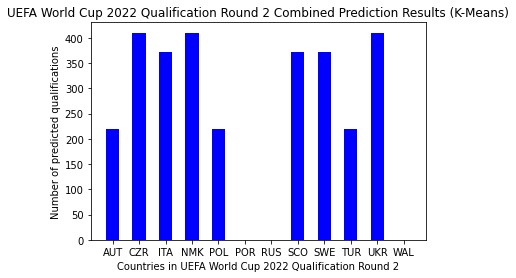 UEFA World Cup 2022 Qualification Round 2 Combined Prediction Results (K-Means)
Number of predicted qualifications
400
350
300
250
200
150
100
50
0
AUT CZR ITA NMK POL POR RUS SCO SWE TUR UKR WAL
Countries in UEFA World Cup 2022 Qualification Round 2